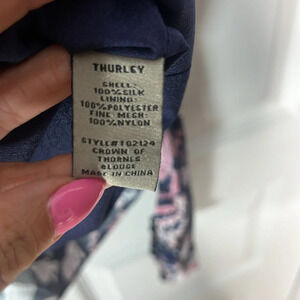 THURLEY
SHELL:
100%SILK
LINING:
100%POLYESTER
FINE MESH:
100%NYLON
STYLE#T02124
CROWN OF
THORNES
MADE IN CHINA